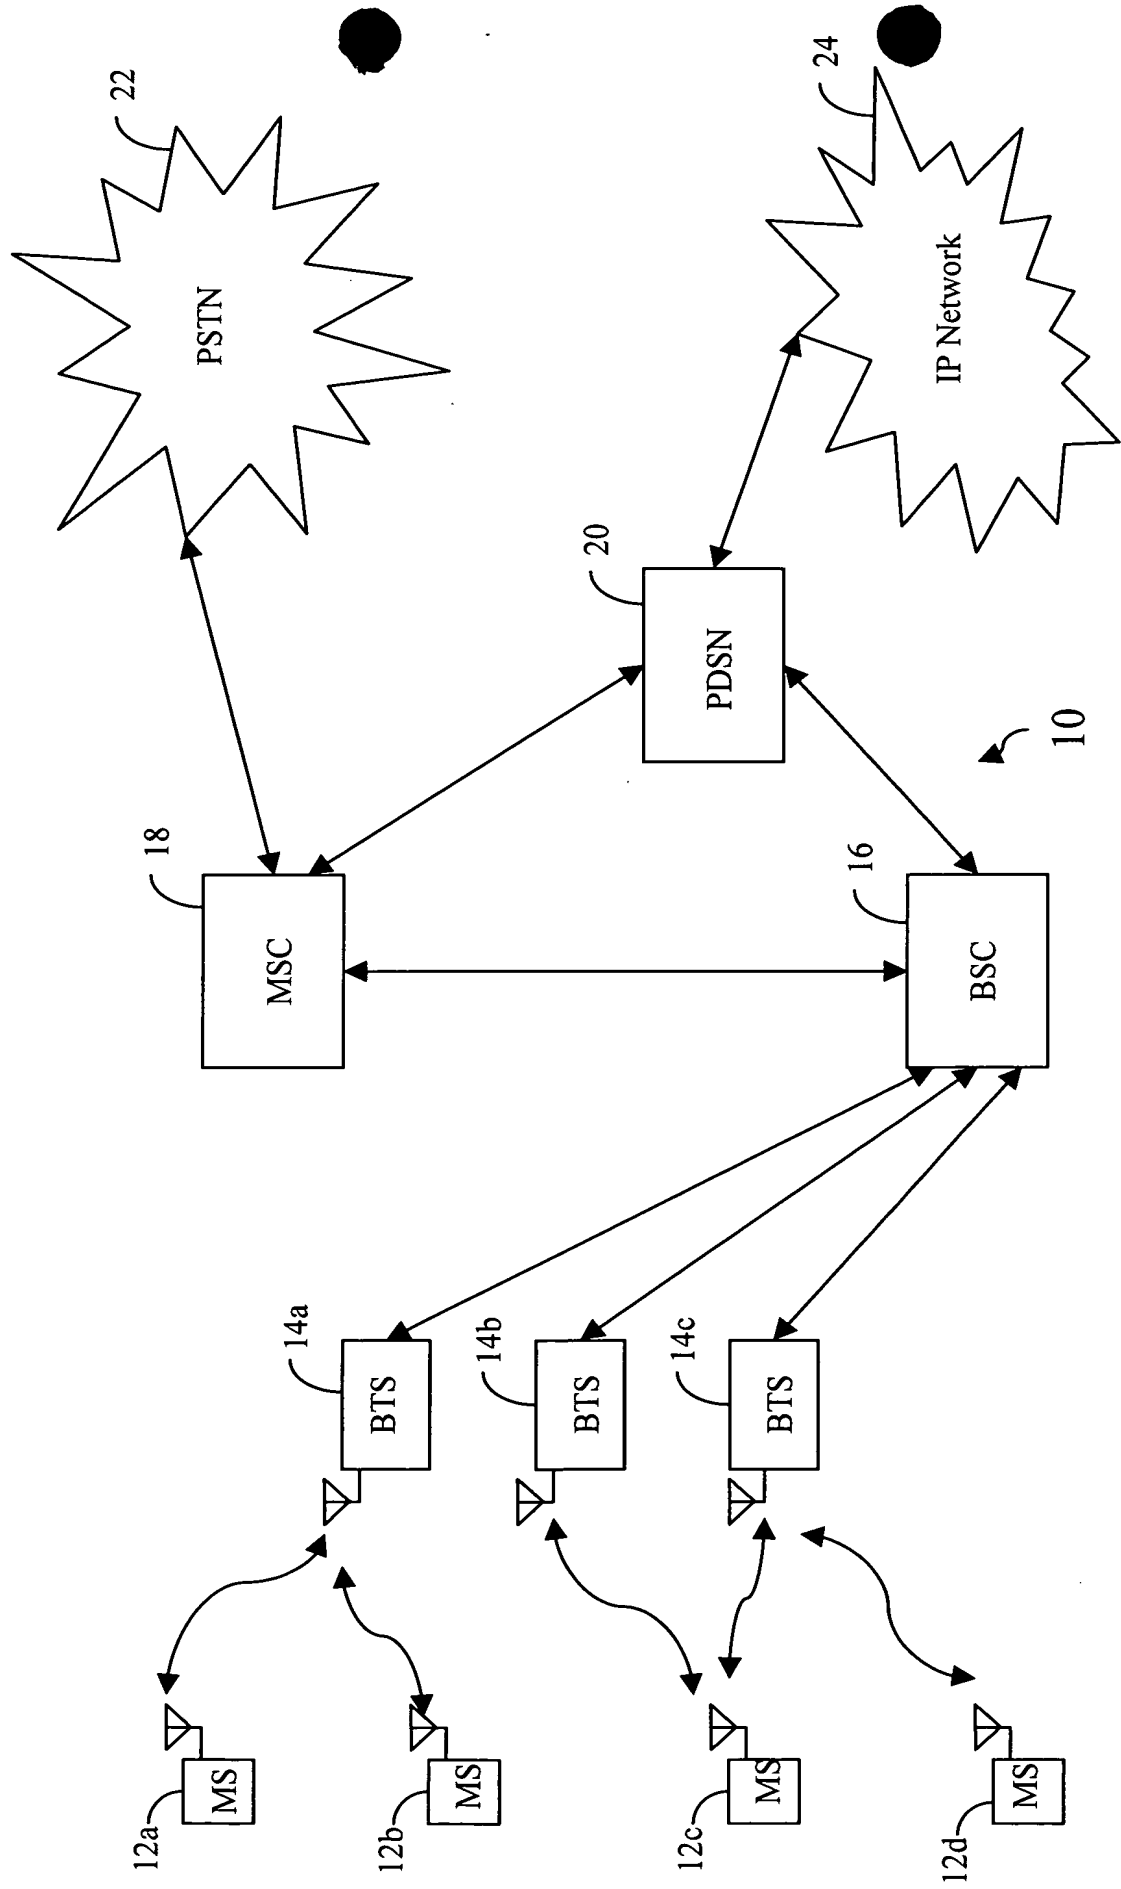 12a
MS
12b
MS
12c
MS
12d
MS
14a
BTS
14b
BTS
14c
BTS
18
MSC
16
BSC
20
PDSN
22
PSTN
24
IP Network
10